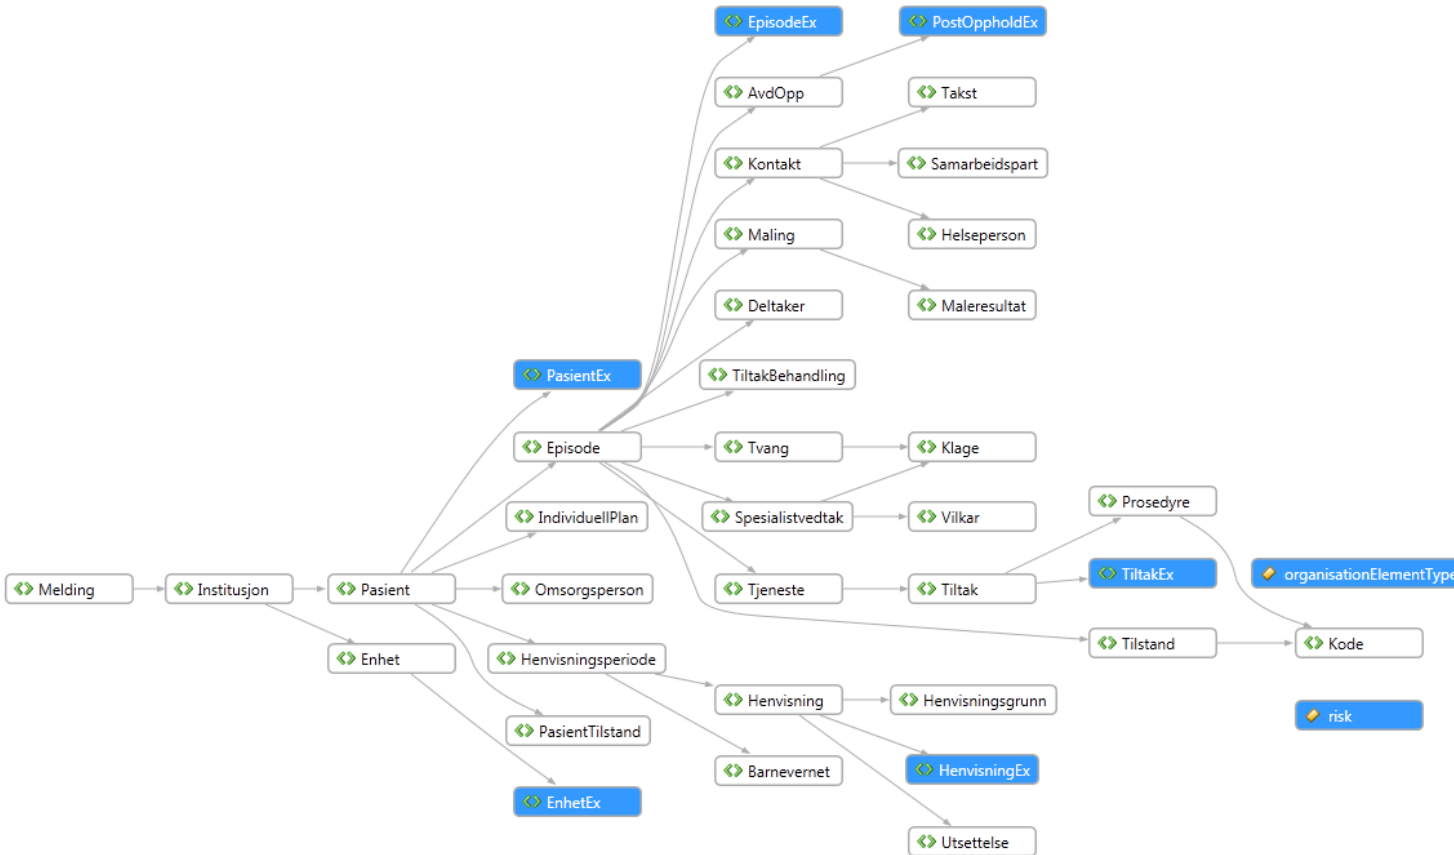 EpisodeEx
PostOppholdEx
AvdOpp
Takst
Kontakt
Samarbeidspart
Maling
Helseperson
Deltaker
Maleresultat
PasientEx
TiltakBehandling
Episode
Tvang
Klage
IndividuellPlan
Spesialistvedtak
Vilkar
Prosedyre
Melding
Institusjon
Pasient
Omsorgsperson
Tjeneste
Tiltak
TiltakEx
organisationElementType
Enhet
Henvisningsperiode
Tilstand
Kode
Henvisning
Henvisningsgrunn
PasientTilstand
risk
Barnevernet
HenvisningEx
EnhetEx
Utsettelse